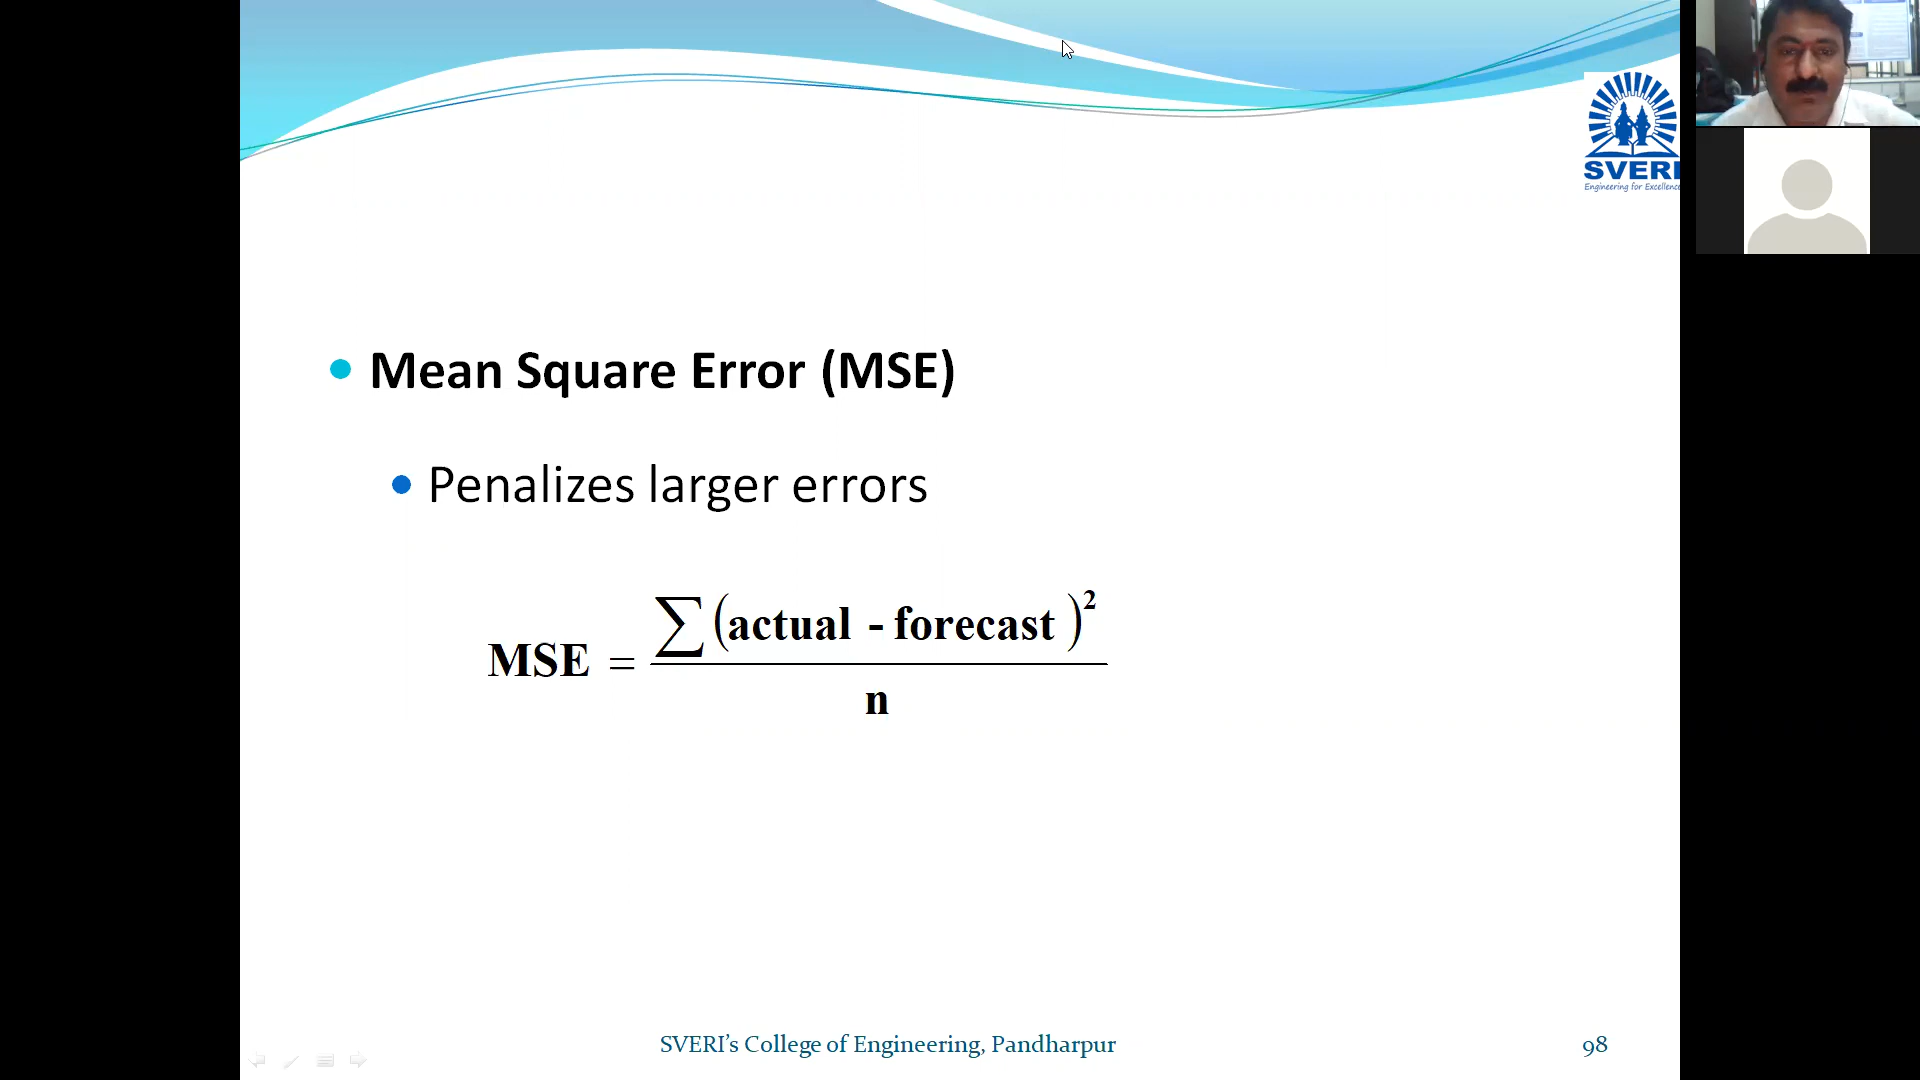 SVERI
Engineering for Excellence
Mean Square Error (MSE)
Penalizes larger errors
MSE = ∑(actual - forecast)²
n
SVERI's College of Engineering, Pandharpur
98